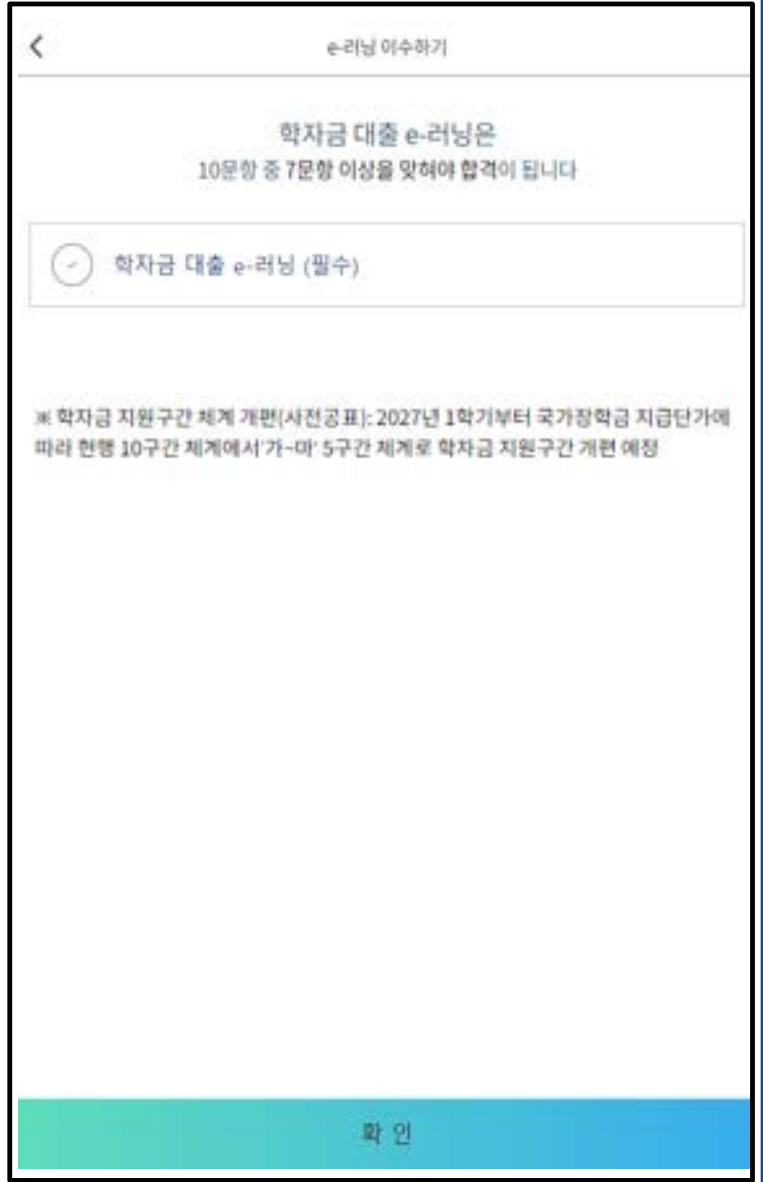 e-러닝 이수하기
학자금 대출 e-러닝은
10문항 중 7문항 이상을 맞혀야 합격이 됩니다
학자금 대출 e-러닝 (필수)
※ 학자금 지원구간 체계 개편(사전공표): 2027년 1학기부터 국가장학금 지급단가에
따라 현행 10구간 체계에서 '가~마' 5구간 체계로 학자금 지원구간 개편 예정
확 인